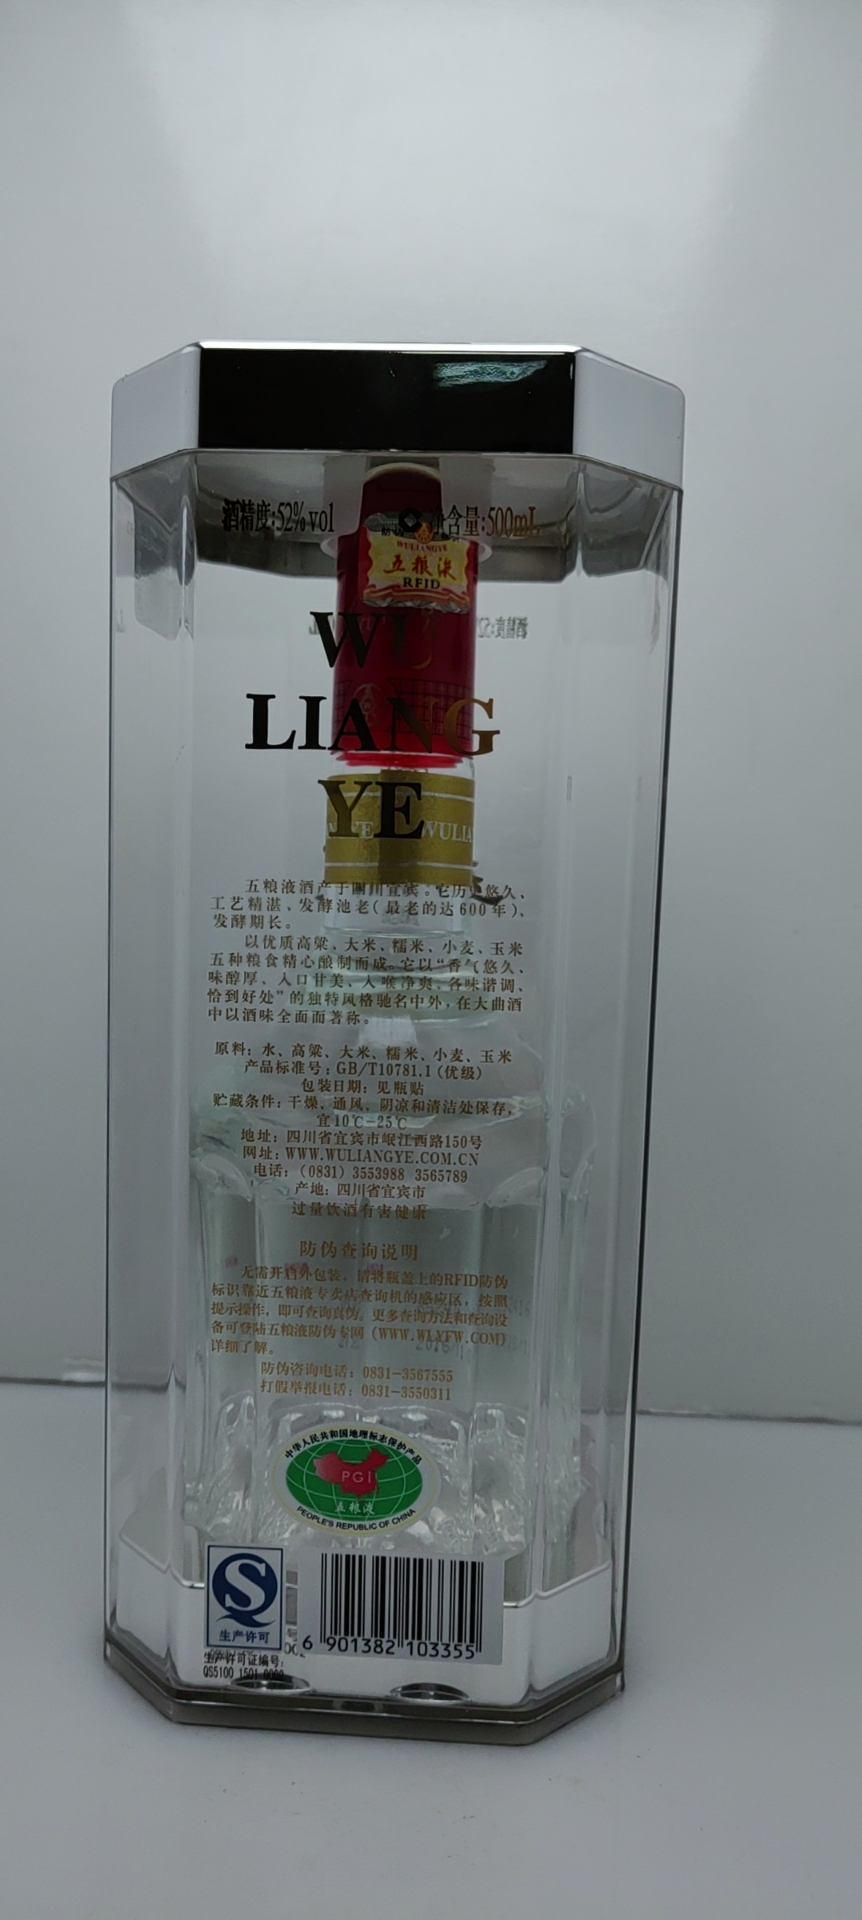 酒精度:52%vol 净含量:500mL
WULIANGYE
五粮液
RFID
WU
LIANG
YE
WULIA
五粮液酒产于四川宜宾。它历史悠久、
工艺精湛、发酵池老(最老的达600年)、
发酵期长。
以优质高粱、大米、糯米、小麦、玉米
五种粮食精心酿制而成。它以“香气悠久、
味醇厚、入口甘美、入喉净爽、各味谐调、
恰到好处”的独特风格驰名中外,在大曲酒
中以酒味全面而著称。
原料: 水、高粱、大米、糯米、小麦、玉米
产品标准号: GB/T10781.1 (优级)
包装日期: 见瓶贴
贮藏条件: 干燥、通风、阴凉和清洁处保存,
宜10℃-25℃
地址: 四川省宜宾市岷江西路150号
网址: WWW.WULIANGYE.COM.CN
电话: (0831) 3553988 3565789
产地: 四川省宜宾市
过量饮酒有害健康
防伪查询说明
无需开启外包装, 请将瓶盖上的RFID防伪
标识靠近五粮液专卖店查询机的感应区, 按照
提示操作, 即可查询真伪。更多查询方法和查询设
备可登陆五粮液防伪专网 (WWW.WLYFW.COM)
详细了解。
防伪咨询电话: 0831-3567555
打假举报电话: 0831-3550311
中华人民共和国地理标志保护产品
PGI
五粮液
PEOPLE'S REPUBLIC OF CHINA
生产许可
6 901382 103355
生产许可证编号:
QS5100 1501